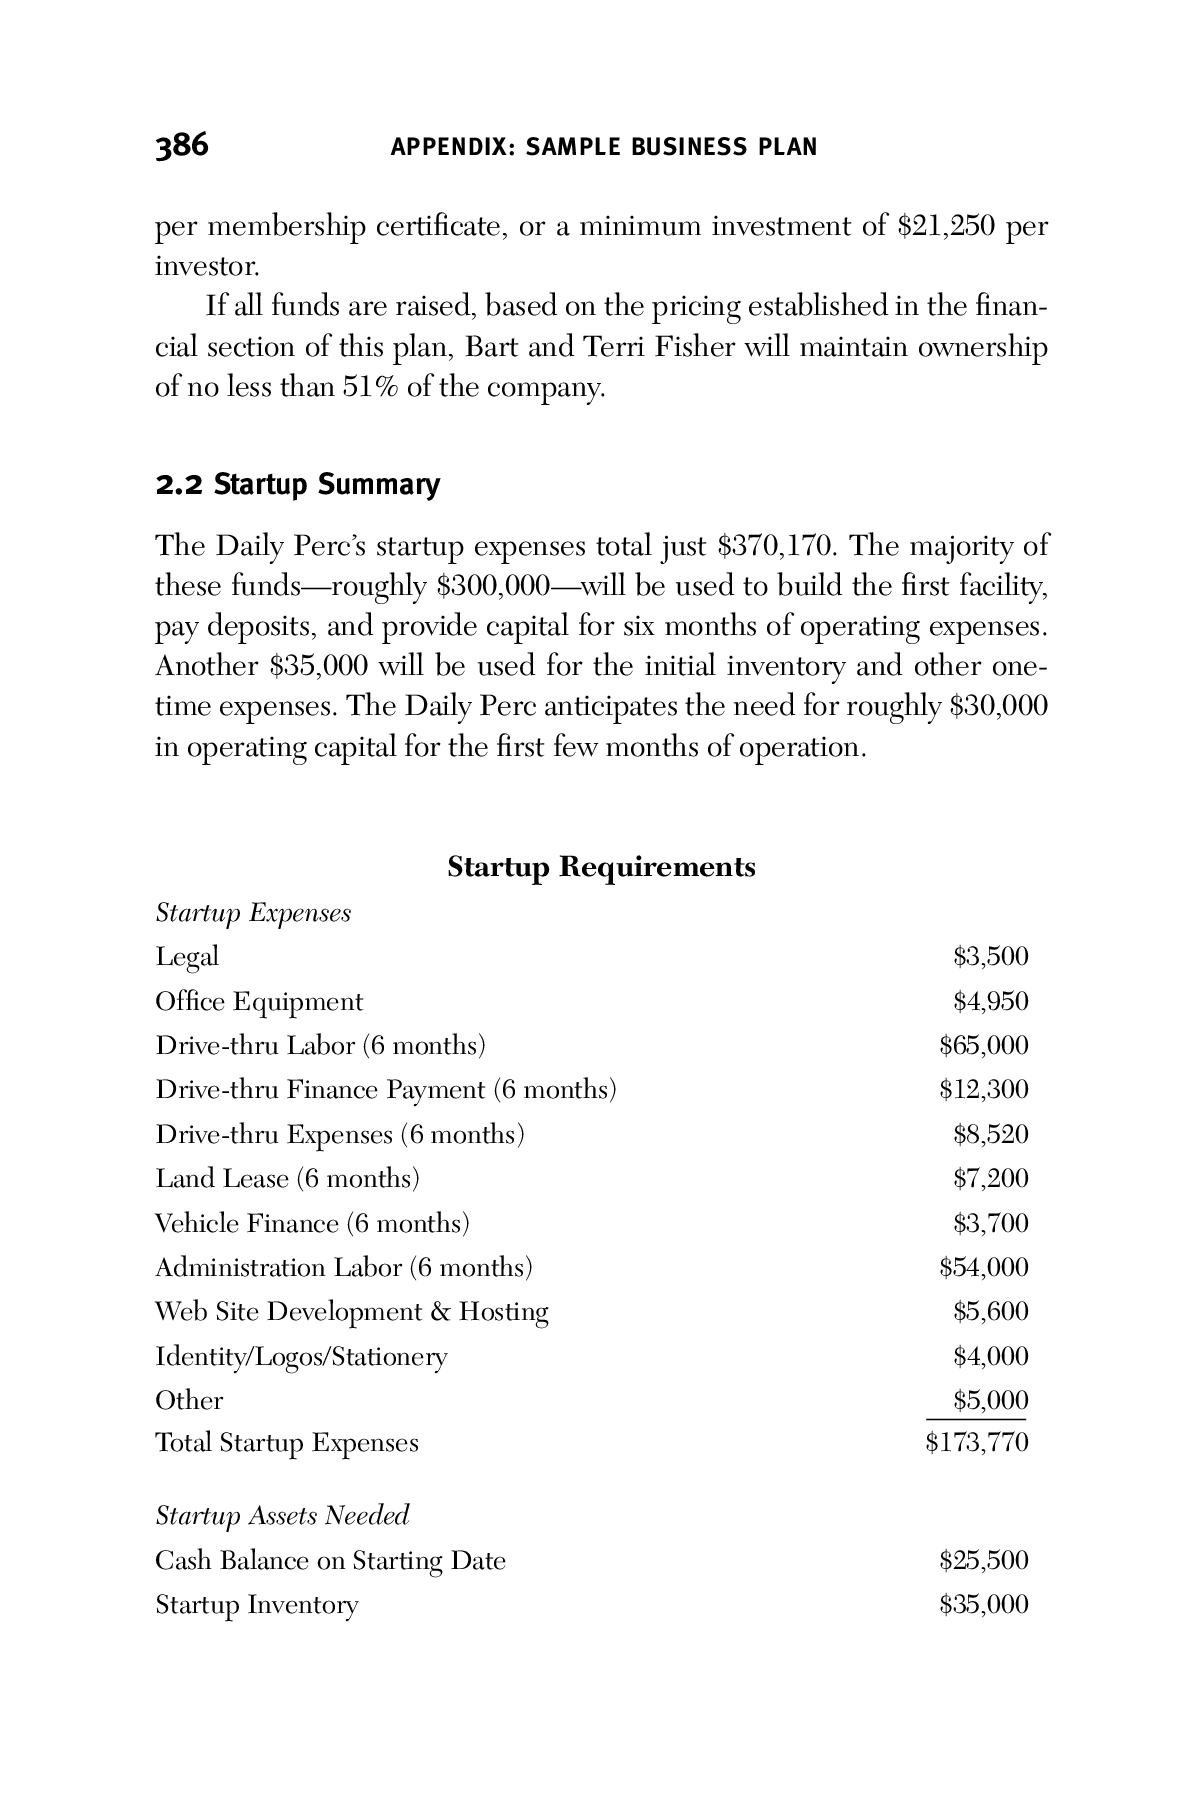 386 APPENDIX: SAMPLE BUSINESS PLAN
per membership certificate, or a minimum investment of $21,250 per
investor.
If all funds are raised, based on the pricing established in the finan-
cial section of this plan, Bart and Terri Fisher will maintain ownership
of no less than 51% of the company.
2.2 Startup Summary
The Daily Perc’s startup expenses total just $370,170. The majority of
these funds—roughly $300,000—will be used to build the first facility,
pay deposits, and provide capital for six months of operating expenses.
Another $35,000 will be used for the initial inventory and other one-
time expenses. The Daily Perc anticipates the need for roughly $30,000
in operating capital for the first few months of operation.
Startup Requirements
Startup Expenses
Legal $3,500
Office Equipment $4,950
Drive-thru Labor (6 months) $65,000
Drive-thru Finance Payment (6 months) $12,300
Drive-thru Expenses (6 months) $8,520
Land Lease (6 months) $7,200
Vehicle Finance (6 months) $3,700
Administration Labor (6 months) $54,000
Web Site Development & Hosting $5,600
Identity/Logos/Stationery $4,000
Other $5,000
Total Startup Expenses $173,770
Startup Assets Needed
Cash Balance on Starting Date $25,500
Startup Inventory $35,000